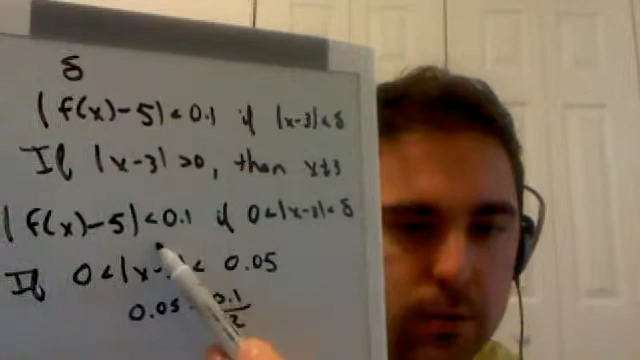 δ
|f(x)-5|<0.1 if |x-3|<δ
If |x-3|>0, then x≠3
|f(x)-5|<0.1 if 0<|x-3|<δ
If 0<|x-3|< 0.05
0.05 = 0.1/2